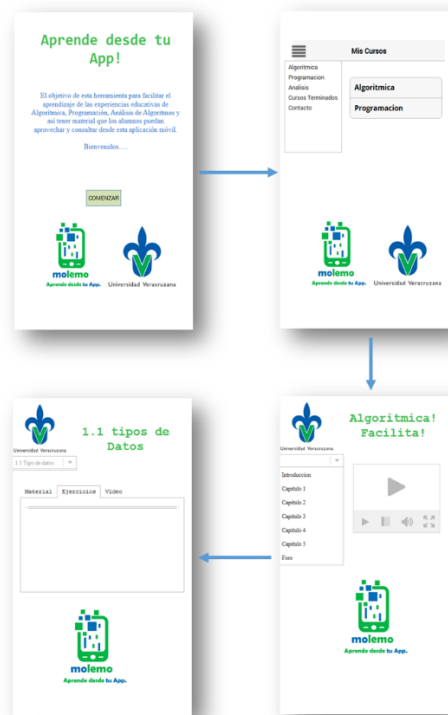 Aprende desde tu
App!
El objetivo de esta herramienta para facilitar el
aprendizaje de las experiencias educativas de
Algoritmica, Programación, Análisis de Algoritmos y
así tener material que los alumnos puedan
aprovechar y consultar desde esta aplicación móvil.
Bienvenidos....
COMENZAR
molemo
Aprende desde tu App.
Universidad Veracruzana
Mis Cursos
Algoritmica
Programacion
Analisis
Cursos Terminados
Contacto
Algoritmica
Programacion
molemo
Aprende desde tu App.
Universidad Veracruzana
Universidad Veracruzana
Algoritmica!
Facilita!
Introduccion
Capitulo 1
Capitulo 2
Capitulo 3
Capitulo 4
Capitulo 5
Foro
molemo
Aprende desde tu App.
Universidad Veracruzana
1.1 tipos de
Datos
1.1 Tipo de datos
Material Ejercicios Video
molemo
Aprende desde tu App.